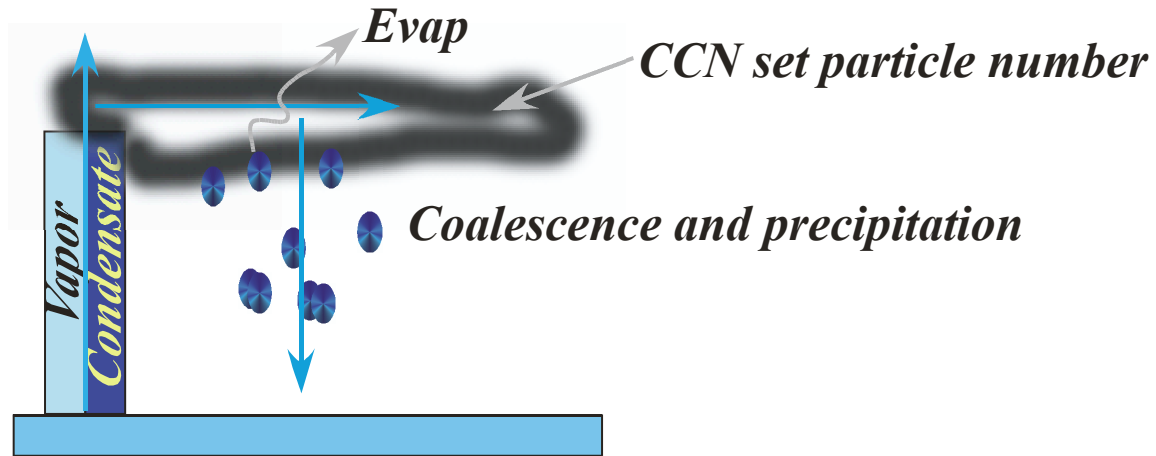 Evap
CCN set particle number
Vapor
Condensate
Coalescence and precipitation